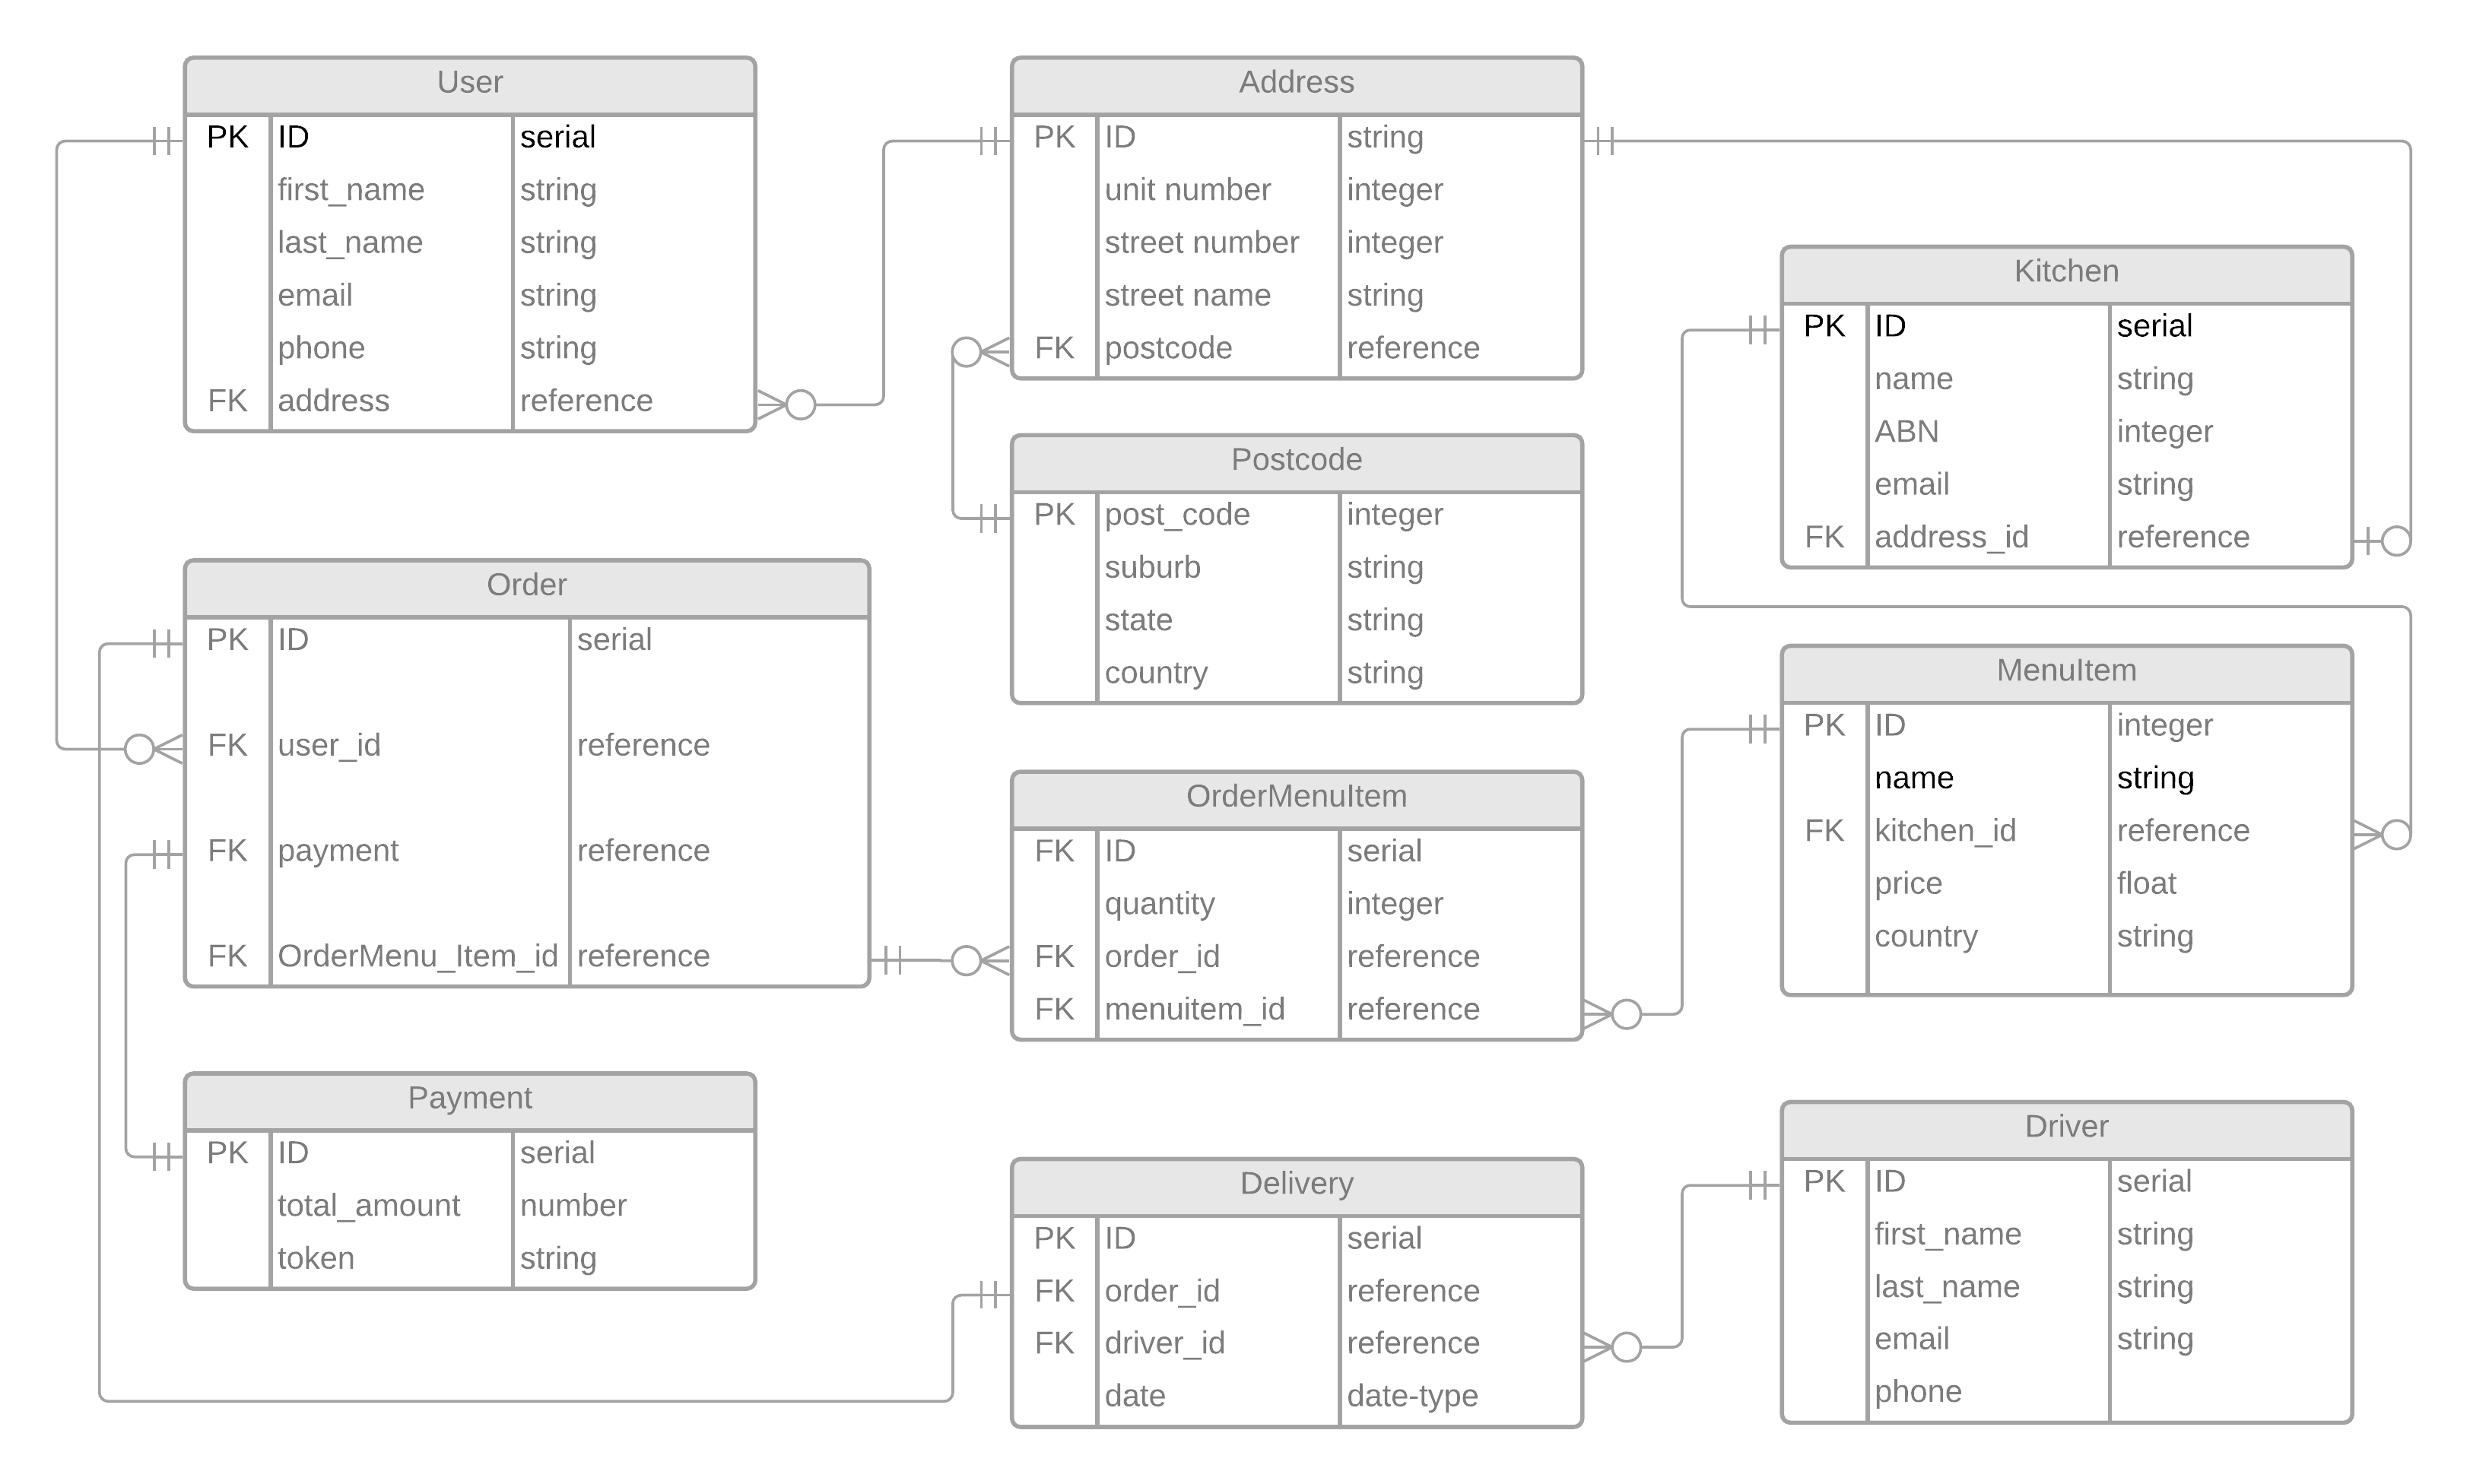 User
PK ID serial
first_name string
last_name string
email string
phone string
FK address reference
Address
PK ID string
unit number integer
street number integer
street name string
FK postcode reference
Kitchen
PK ID serial
name string
ABN integer
email string
FK address_id reference
Postcode
PK post_code integer
suburb string
state string
country string
Order
PK ID serial
FK user_id reference
FK payment reference
FK OrderMenu_Item_id reference
OrderMenuItem
FK ID serial
quantity integer
FK order_id reference
FK menuitem_id reference
MenuItem
PK ID integer
name string
FK kitchen_id reference
price float
country string
Payment
PK ID serial
total_amount number
token string
Delivery
PK ID serial
FK order_id reference
FK driver_id reference
date date-type
Driver
PK ID serial
first_name string
last_name string
email string
phone